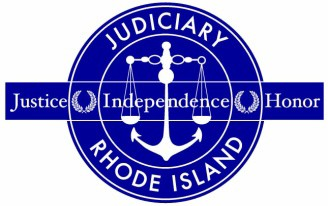 JUDICIARY
Justice Independence Honor
RHODE ISLAND